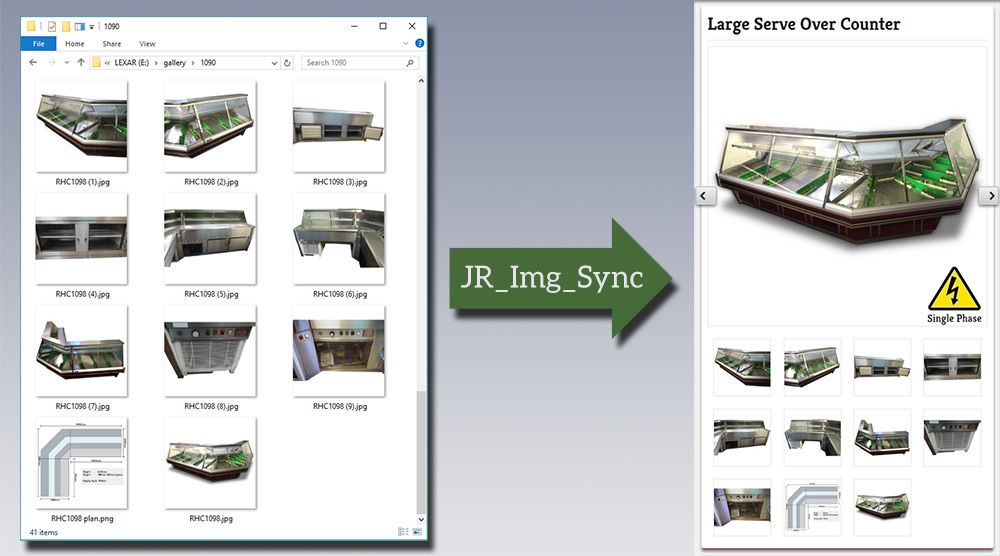 1090
File
Home
Share
View
« LEXAR (E:) > gallery > 1090
Search 1090
RHC1098 (1).jpg
RHC1098 (2).jpg
RHC1098 (3).jpg
RHC1098 (4).jpg
RHC1098 (5).jpg
RHC1098 (6).jpg
RHC1098 (7).jpg
RHC1098 (8).jpg
RHC1098 (9).jpg
RHC1098 plan.png
RHC1098.jpg
41 items
JR_Img_Sync
Large Serve Over Counter
Single Phase